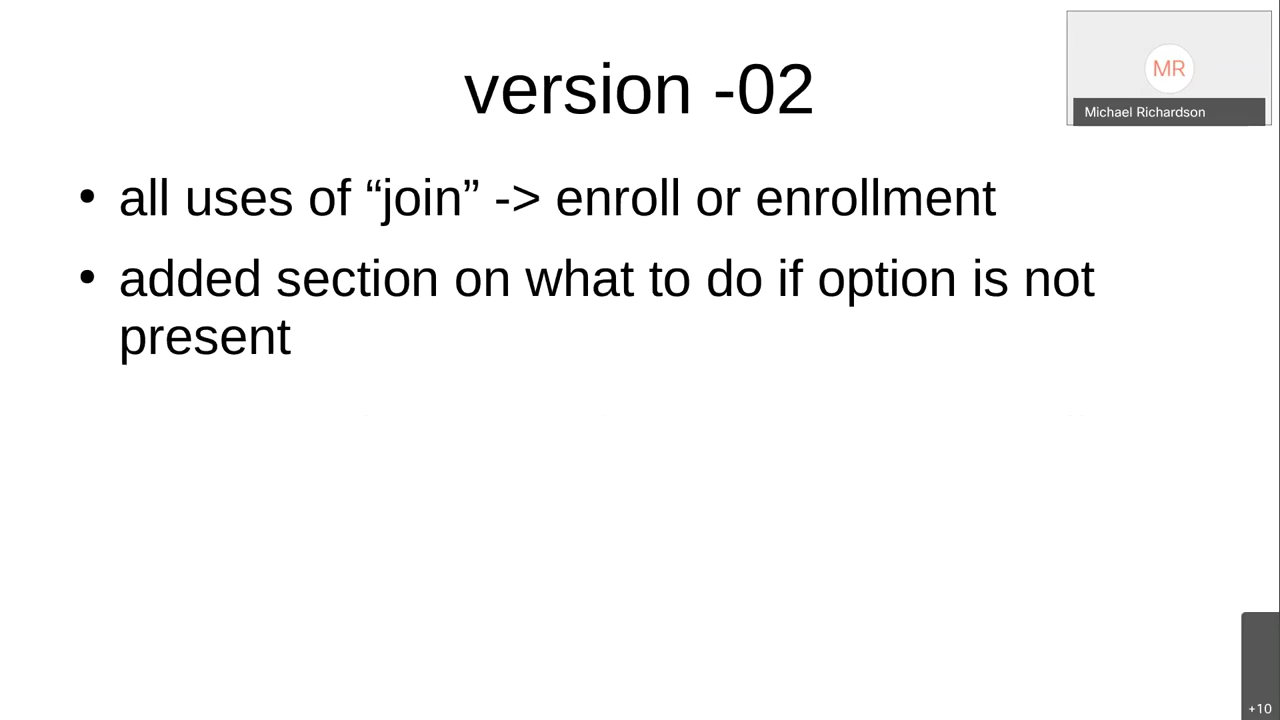 version -02
MR
Michael Richardson
• all uses of “join” -> enroll or enrollment
• added section on what to do if option is not
present
+10